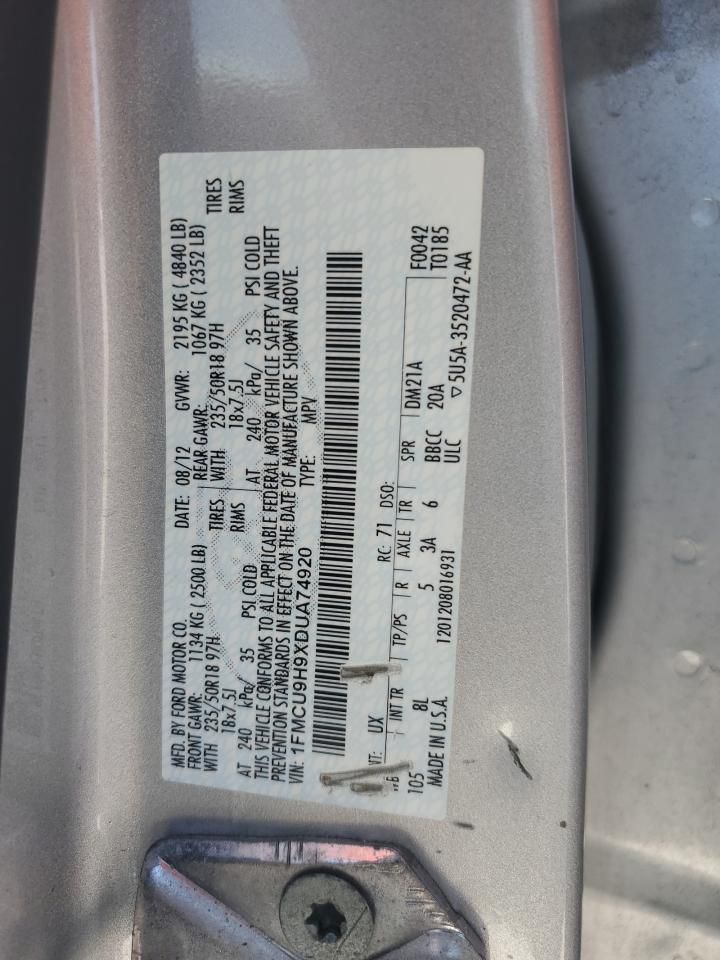 MFD. BY FORD MOTOR CO. DATE: 08/12 GVWR: 2195 KG ( 4840 LB)
FRONT GAWR: 1134 KG ( 2500 LB) REAR GAWR: 1067 KG ( 2352 LB)
WITH 235/50R18 97H TIRES WITH 235/50R18 97H TIRES
18x7.5J RIMS 18x7.5J RIMS
AT 240 kPa/ 35 PSI COLD AT 240 kPa/ 35 PSI COLD
THIS VEHICLE CONFORMS TO ALL APPLICABLE FEDERAL MOTOR VEHICLE SAFETY AND THEFT
PREVENTION STANDARDS IN EFFECT ON THE DATE OF MANUFACTURE SHOWN ABOVE.
VIN: 1FMCU9H9XDUA74920 TYPE: MPV
UX RC: 71 DSO: F0042
INT TR TP/PS R AXLE TR SPR DM21A T0185
105 8L 5 3A 6 BBCC 20A
MADE IN U.S.A. 1201208016931 ULC ▽5U5A-3520472-AA